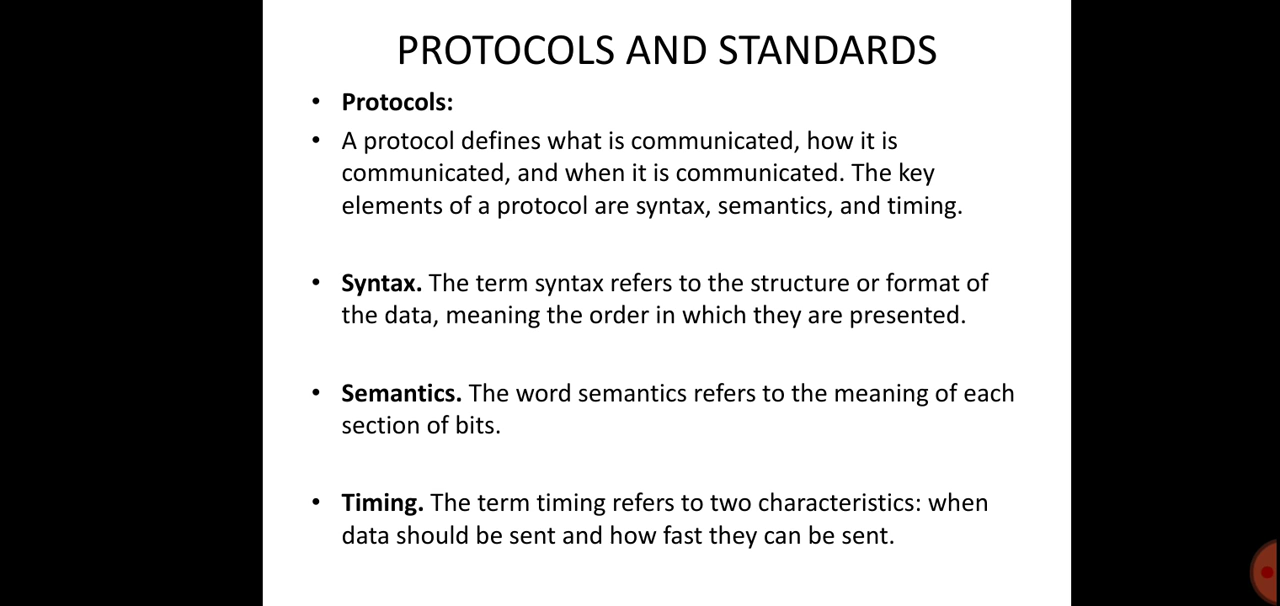 PROTOCOLS AND STANDARDS
• Protocols:
• A protocol defines what is communicated, how it is
communicated, and when it is communicated. The key
elements of a protocol are syntax, semantics, and timing.
• Syntax. The term syntax refers to the structure or format of
the data, meaning the order in which they are presented.
• Semantics. The word semantics refers to the meaning of each
section of bits.
• Timing. The term timing refers to two characteristics: when
data should be sent and how fast they can be sent.